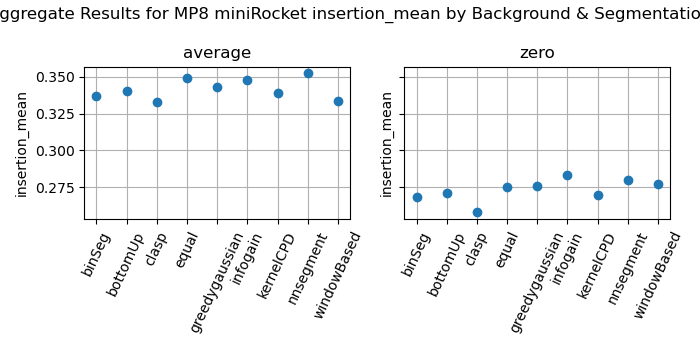 ggregate Results for MP8 miniRocket insertion_mean by Background & Segmentatio
average
zero
insertion_mean
0.350
0.325
0.300
0.275
binSeg
bottomUp
clasp
equal
greedygaussian
infogain
kernelCPD
nnsegment
windowBased
insertion_mean
binSeg
bottomUp
clasp
equal
greedygaussian
infogain
kernelCPD
nnsegment
windowBased